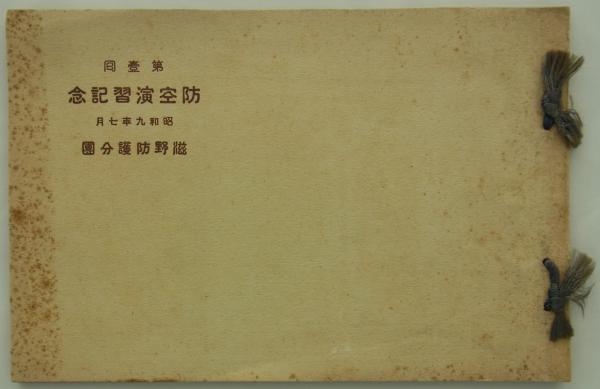 第壹囘
防空演習記念
昭和九年七月
滋野防護分團